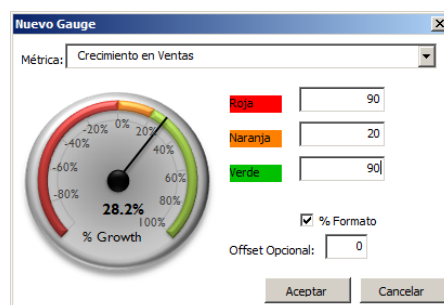 Nuevo Gauge
Métrica: Crecimiento en Ventas
Roja 90
Naranja 20
Verde 90
-80% -60% -40% -20% 0% 20% 40% 60% 80% 100%
28.2%
% Growth
% Formato
Offset Opcional: 0
Aceptar Cancelar